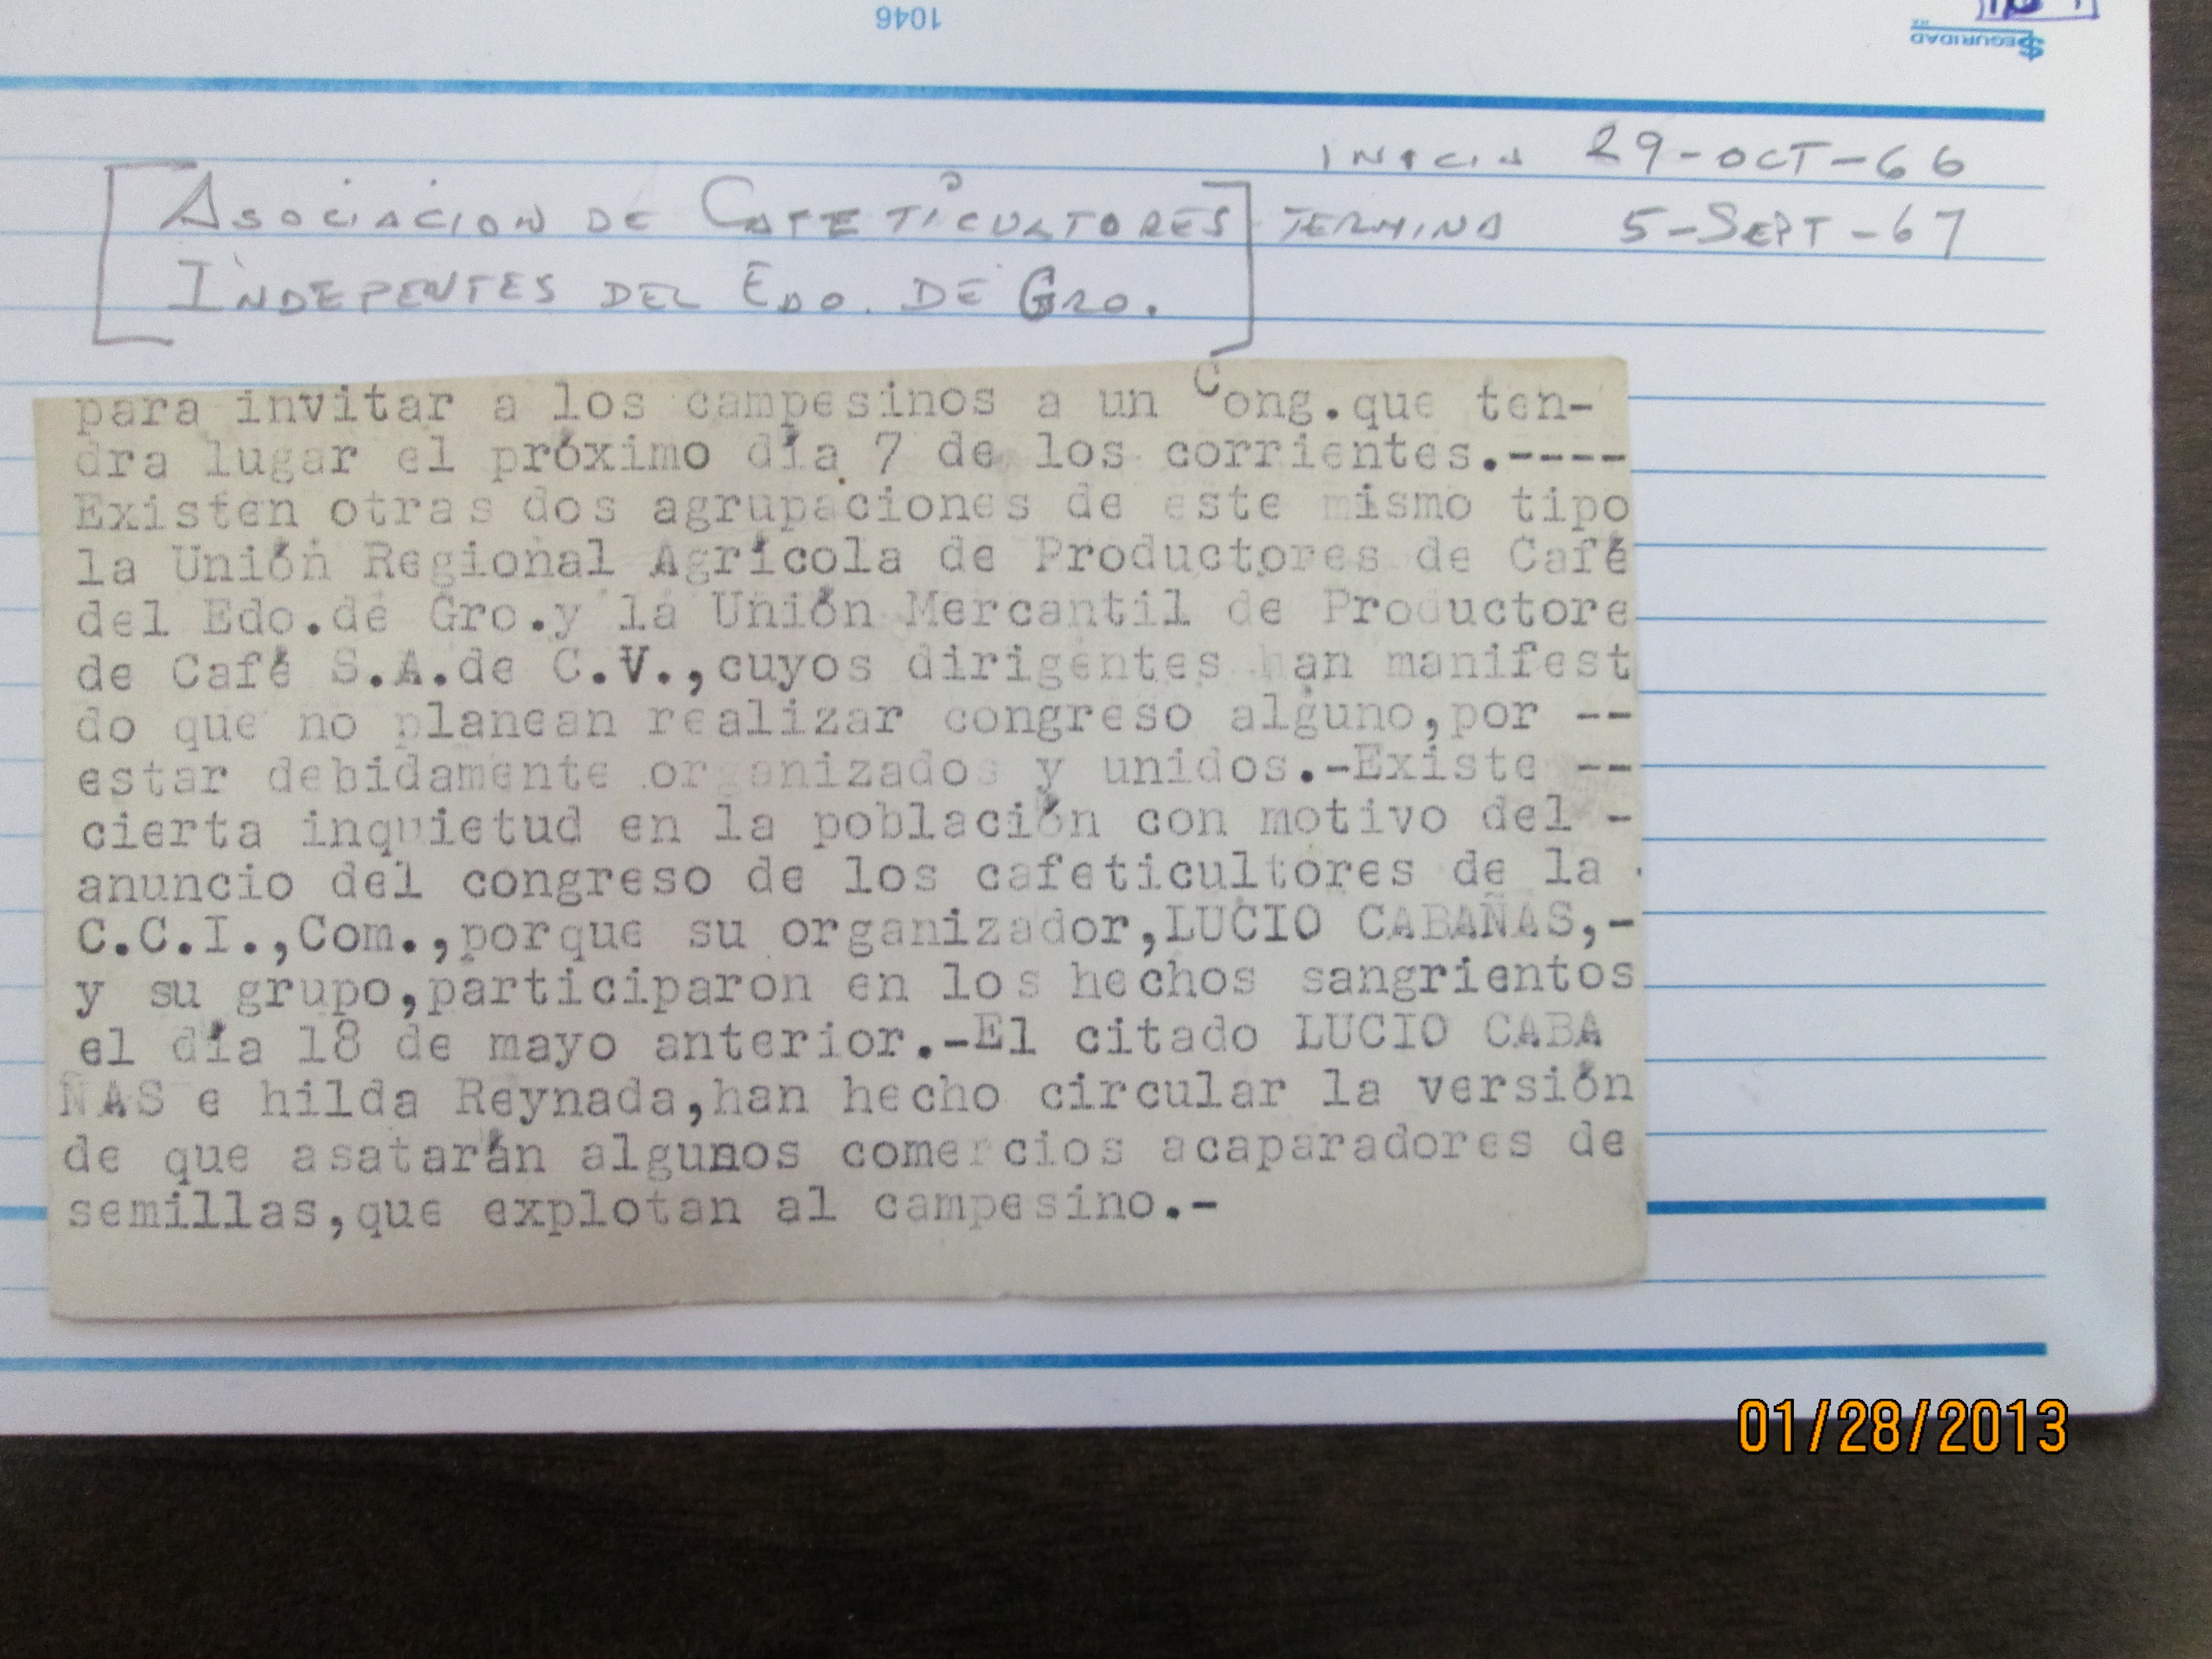 1046
SEGURIDAD
INICIA 29-OCT-66
ASOCIACION DE CAFETICULTORES TERMINA 5-SEPT-67
INDEPENTES DEL EDO. DE GRO.
para invitar a los campesinos a un Cong.que ten-
dra lugar el próximo día 7 de los corrientes.----
Existen otras dos agrupaciones de este mismo tipo
la Unión Regional Agrícola de Productores de Café
del Edo.de Gro.y la Unión Mercantil de Productore
de Café S.A.de C.V.,cuyos dirigentes han manifest
do que no planean realizar congreso alguno,por --
estar debidamente organizados y unidos.-Existe --
cierta inquietud en la población con motivo del -
anuncio del congreso de los cafeticultores de la
C.C.I.,Com.,porque su organizador,LUCIO CABAÑAS,-
y su grupo,participaron en los hechos sangrientos
el día 18 de mayo anterior.-El citado LUCIO CABA
ÑAS e hilda Reynada,han hecho circular la versión
de que asatarán algunos comercios acaparadores de
semillas,que explotan al campesino.-
01/28/2013